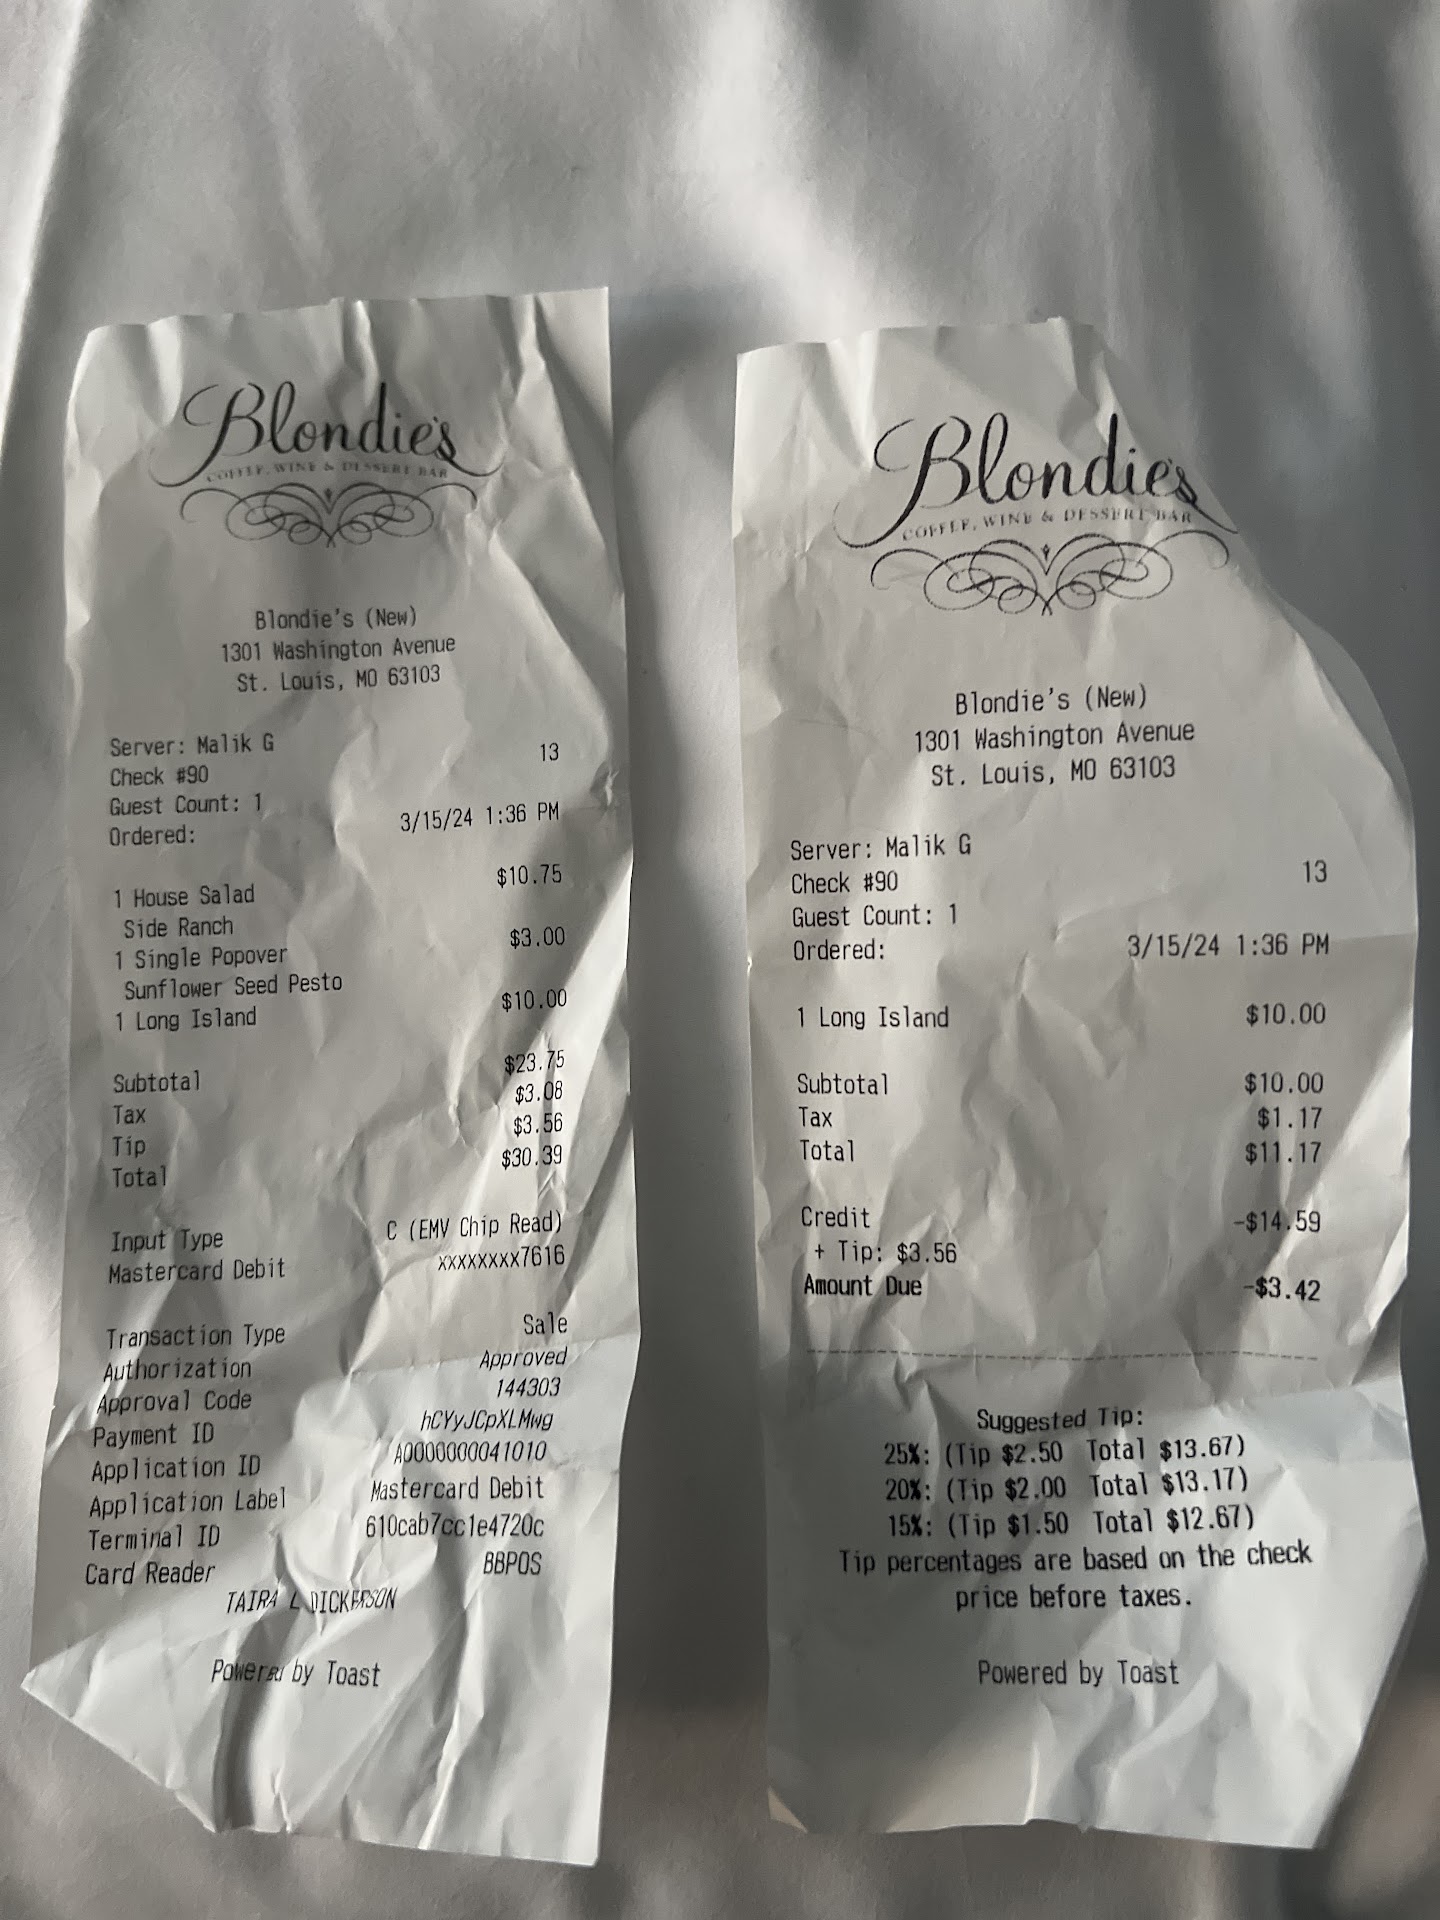 Blondie's
COFFEE, WINE & DESSERT BAR
Blondie's (New)
1301 Washington Avenue
St. Louis, MO 63103
Server: Malik G
Check #90 13
Guest Count: 1
Ordered: 3/15/24 1:36 PM
1 House Salad $10.75
Side Ranch
1 Single Popover $3.00
Sunflower Seed Pesto
1 Long Island $10.00
Subtotal $23.75
Tax $3.08
Tip $3.56
Total $30.39
Input Type C (EMV Chip Read)
Mastercard Debit xxxxxxxx7616
Transaction Type Sale
Authorization Approved
Approval Code 144303
Payment ID hCYyJCpXLMwg
Application ID A0000000041010
Application Label Mastercard Debit
Terminal ID 610cab7cc1e4720c
Card Reader BBPOS
TAIRA L DICKERSON
Powered by Toast
Blondie's
COFFEE, WINE & DESSERT BAR
Blondie's (New)
1301 Washington Avenue
St. Louis, MO 63103
Server: Malik G
Check #90 13
Guest Count: 1
Ordered: 3/15/24 1:36 PM
1 Long Island $10.00
Subtotal $10.00
Tax $1.17
Total $11.17
Credit -$14.59
+ Tip: $3.56
Amount Due -$3.42
Suggested Tip:
25%: (Tip $2.50 Total $13.67)
20%: (Tip $2.00 Total $13.17)
15%: (Tip $1.50 Total $12.67)
Tip percentages are based on the check
price before taxes.
Powered by Toast